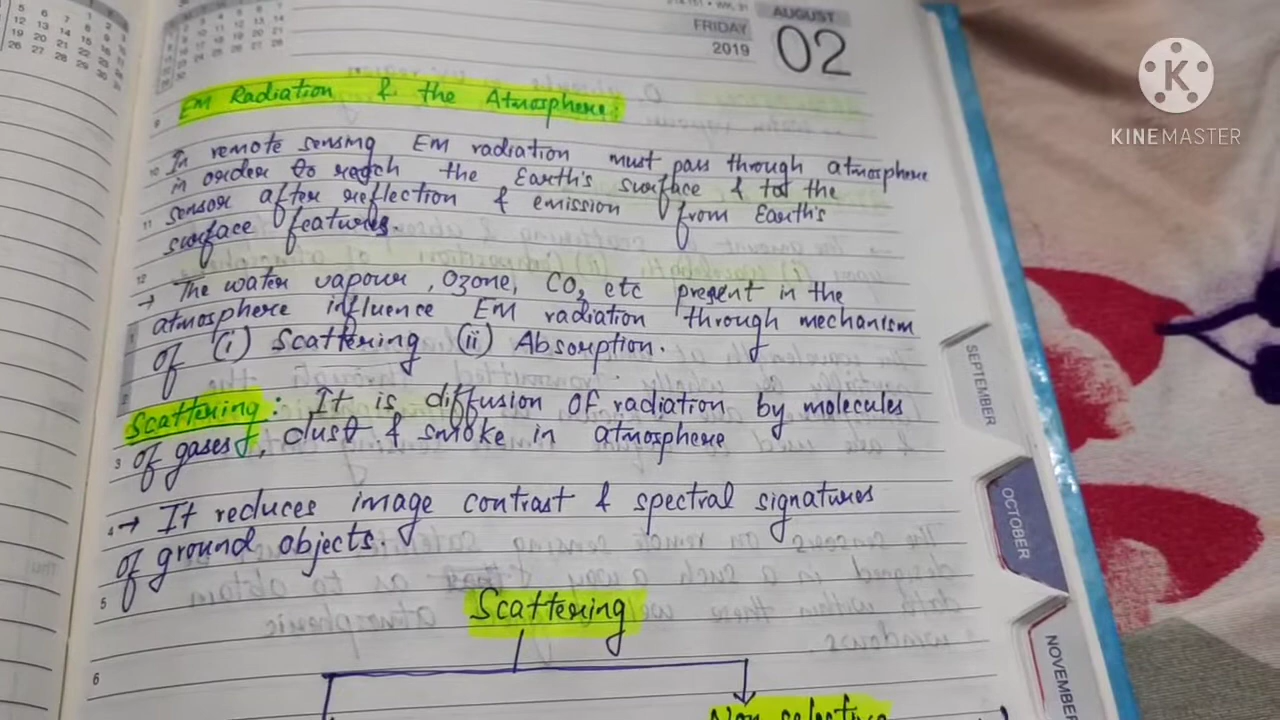 AUGUST
FRIDAY
2019
02
KINEMASTER
EM Radiation & the Atmosphere:
In remote sensing EM radiation must pass through atmosphere
in order to reach the Earth's surface & to the
sensor after reflection & emission from Earth's
surface features.
→ The water vapour, Ozone, CO2 etc present in the
atmosphere influence EM radiation through mechanism
of (i) Scattering (ii) Absorption.
Scattering: It is diffusion of radiation by molecules
of gases, dust & smoke in atmosphere
→ It reduces image contrast & spectral signatures
of ground objects.
Scattering
Non selective
SEPTEMBER
OCTOBER
NOVEMBER